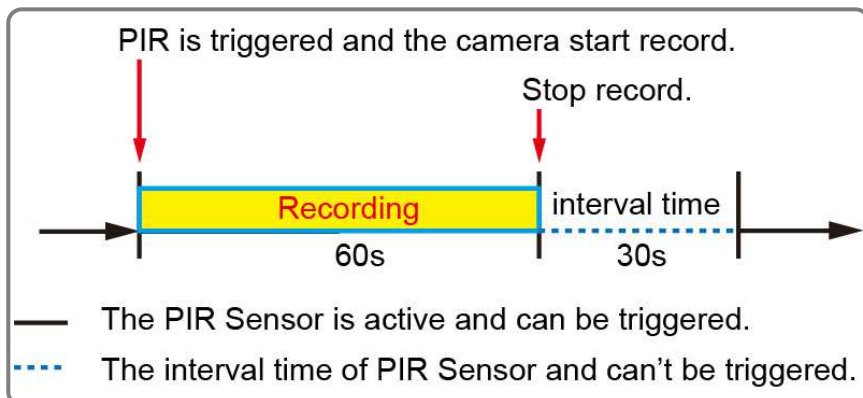 PIR is triggered and the camera start record.
Stop record.
Recording
interval time
60s
30s
The PIR Sensor is active and can be triggered.
The interval time of PIR Sensor and can't be triggered.